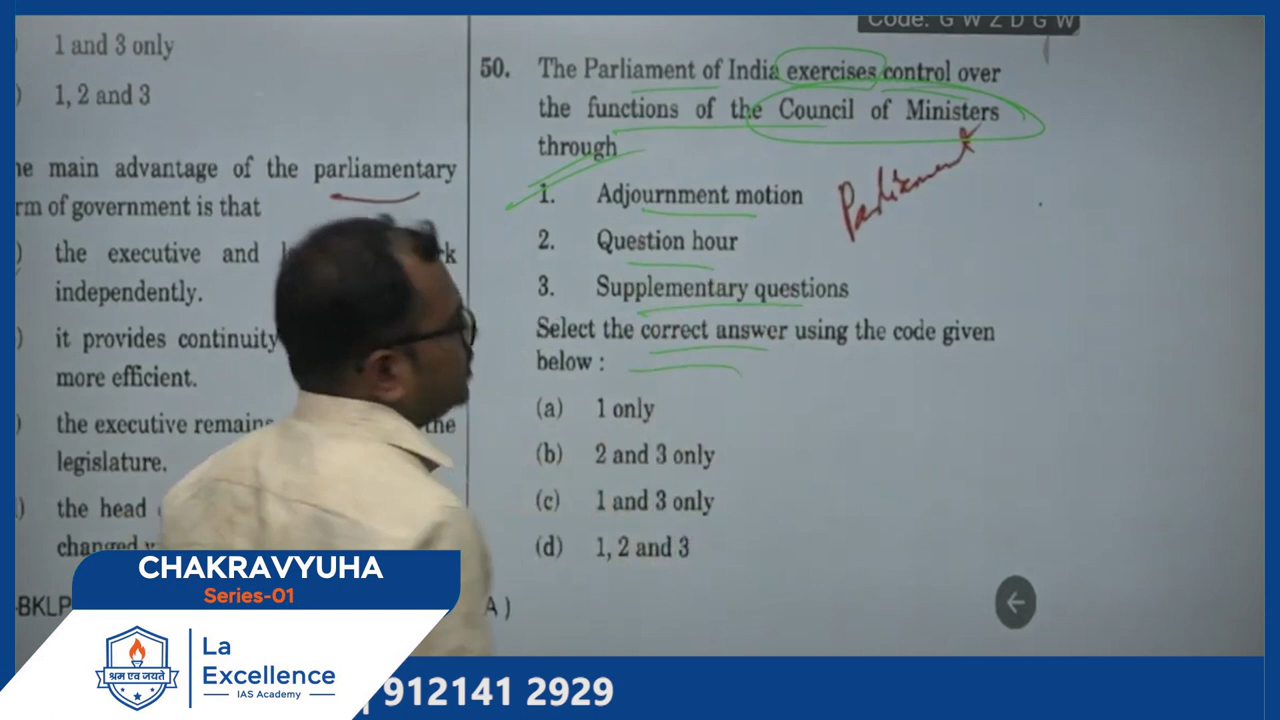 Code: G W Z D G W
1 and 3 only
1, 2 and 3
main advantage of the parliamentary
of government is that
the executive and
independently.
it provides continuity
more efficient.
the executive remains the
legislature.
the head
changed
50. The Parliament of India exercises control over
the functions of the Council of Ministers
through
1. Adjournment motion
2. Question hour
3. Supplementary questions
Select the correct answer using the code given
below :
(a) 1 only
(b) 2 and 3 only
(c) 1 and 3 only
(d) 1, 2 and 3
Parliament
A )
CHAKRAVYUHA
Series-01
श्रम एव जयते
La
Excellence
IAS Academy
912141 2929